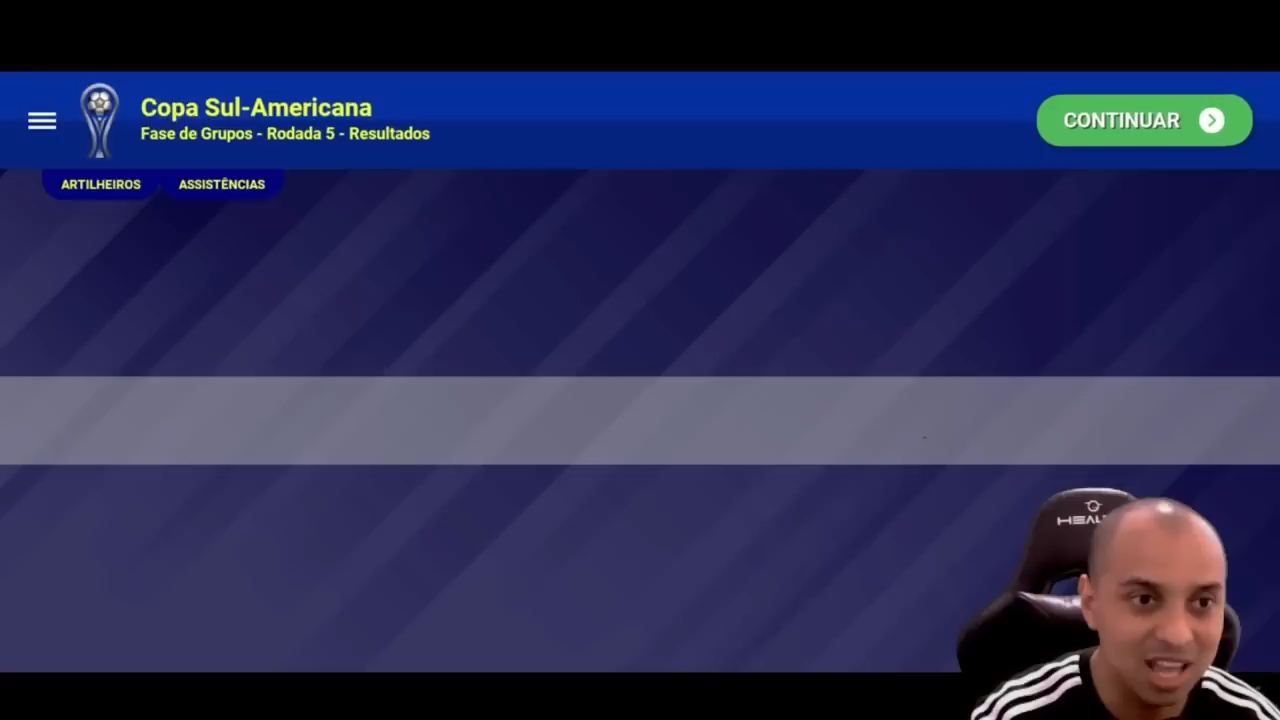 Copa Sul-Americana
Fase de Grupos - Rodada 5 - Resultados
CONTINUAR
ARTILHEIROS
ASSISTÊNCIAS